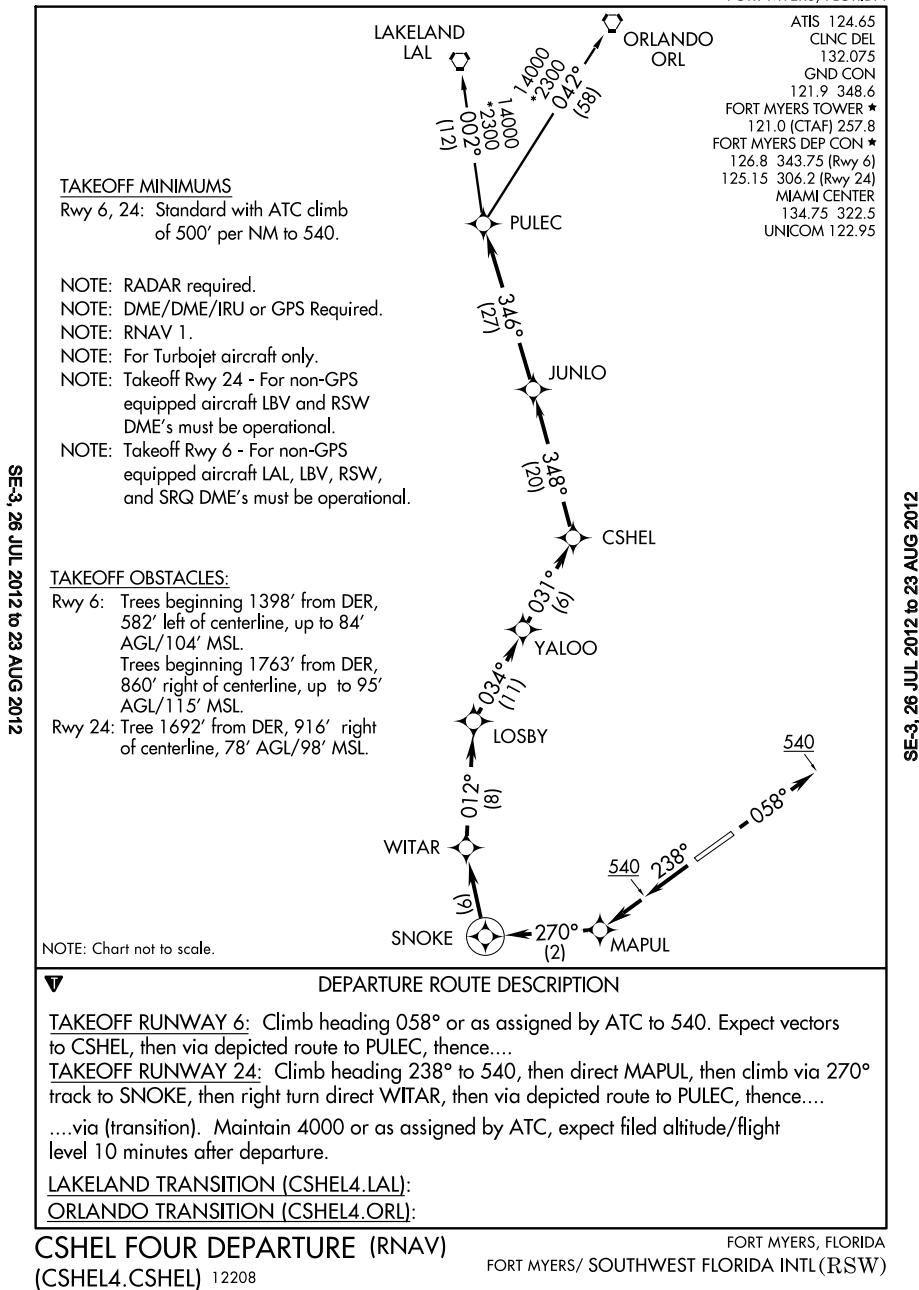 LAKELAND
LAL
ORLANDO
ORL
ATIS 124.65
CLNC DEL
132.075
GND CON
121.9 348.6
FORT MYERS TOWER ★
121.0 (CTAF) 257.8
FORT MYERS DEP CON ★
126.8 343.75 (Rwy 6)
125.15 306.2 (Rwy 24)
MIAMI CENTER
134.75 322.5
UNICOM 122.95
14000
*2300
002°
(12)
14000
*2300
042°
(58)
TAKEOFF MINIMUMS
Rwy 6, 24: Standard with ATC climb
of 500' per NM to 540.
PULEC
NOTE: RADAR required.
NOTE: DME/DME/IRU or GPS Required.
NOTE: RNAV 1.
NOTE: For Turbojet aircraft only.
NOTE: Takeoff Rwy 24 - For non-GPS
equipped aircraft LBV and RSW
DME's must be operational.
NOTE: Takeoff Rwy 6 - For non-GPS
equipped aircraft LAL, LBV, RSW,
and SRQ DME's must be operational.
346°
(27)
JUNLO
348°
(20)
CSHEL
SE-3, 26 JUL 2012 to 23 AUG 2012
SE-3, 26 JUL 2012 to 23 AUG 2012
TAKEOFF OBSTACLES:
Rwy 6: Trees beginning 1398' from DER,
582' left of centerline, up to 84'
AGL/104' MSL.
Trees beginning 1763' from DER,
860' right of centerline, up to 95'
AGL/115' MSL.
Rwy 24: Tree 1692' from DER, 916' right
of centerline, 78' AGL/98' MSL.
031°
(6)
YALOO
034°
(11)
LOSBY
012°
(8)
WITAR
(9)
SNOKE
270°
(2)
MAPUL
540
238°
540
058°
NOTE: Chart not to scale.
T
DEPARTURE ROUTE DESCRIPTION
TAKEOFF RUNWAY 6: Climb heading 058° or as assigned by ATC to 540. Expect vectors
to CSHEL, then via depicted route to PULEC, thence....
TAKEOFF RUNWAY 24: Climb heading 238° to 540, then direct MAPUL, then climb via 270°
track to SNOKE, then right turn direct WITAR, then via depicted route to PULEC, thence....
....via (transition). Maintain 4000 or as assigned by ATC, expect filed altitude/flight
level 10 minutes after departure.
LAKELAND TRANSITION (CSHEL4.LAL):
ORLANDO TRANSITION (CSHEL4.ORL):
CSHEL FOUR DEPARTURE (RNAV)
(CSHEL4.CSHEL) 12208
FORT MYERS, FLORIDA
FORT MYERS/ SOUTHWEST FLORIDA INTL (RSW)